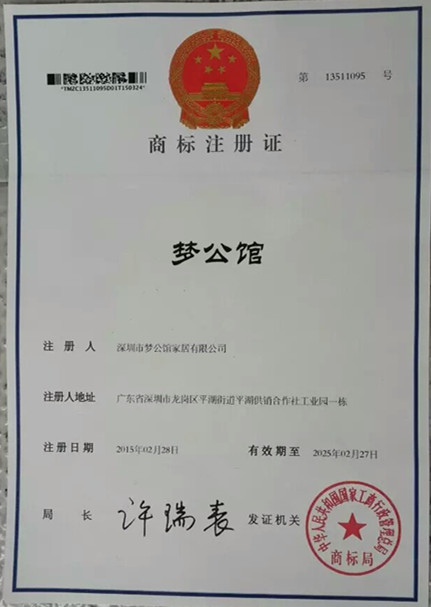 第 13511095 号
*TMZC13511095D01T150324*
商标注册证
梦公馆
注册人 深圳市梦公馆家居有限公司
注册人地址 广东省深圳市龙岗区平湖街道平湖供销合作社工业园一栋
注册日期 2015年02月28日 有效期至 2025年02月27日
局长 许瑞表 发证机关
中华人民共和国国家工商行政管理总局
商标局